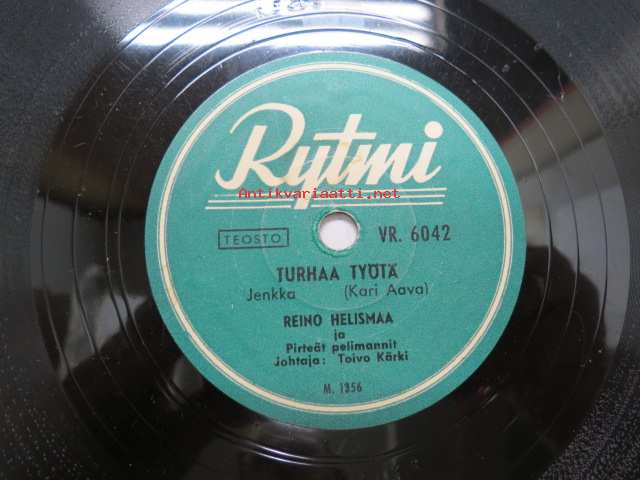 Rytmi
Antikvariaatti.net
TEOSTO VR. 6042
TURHAA TYÖTÄ
Jenkka (Kari Aava)
REINO HELISMAA
ja
Pirteät pelimannit
Johtaja: Toivo Kärki
M. 1356